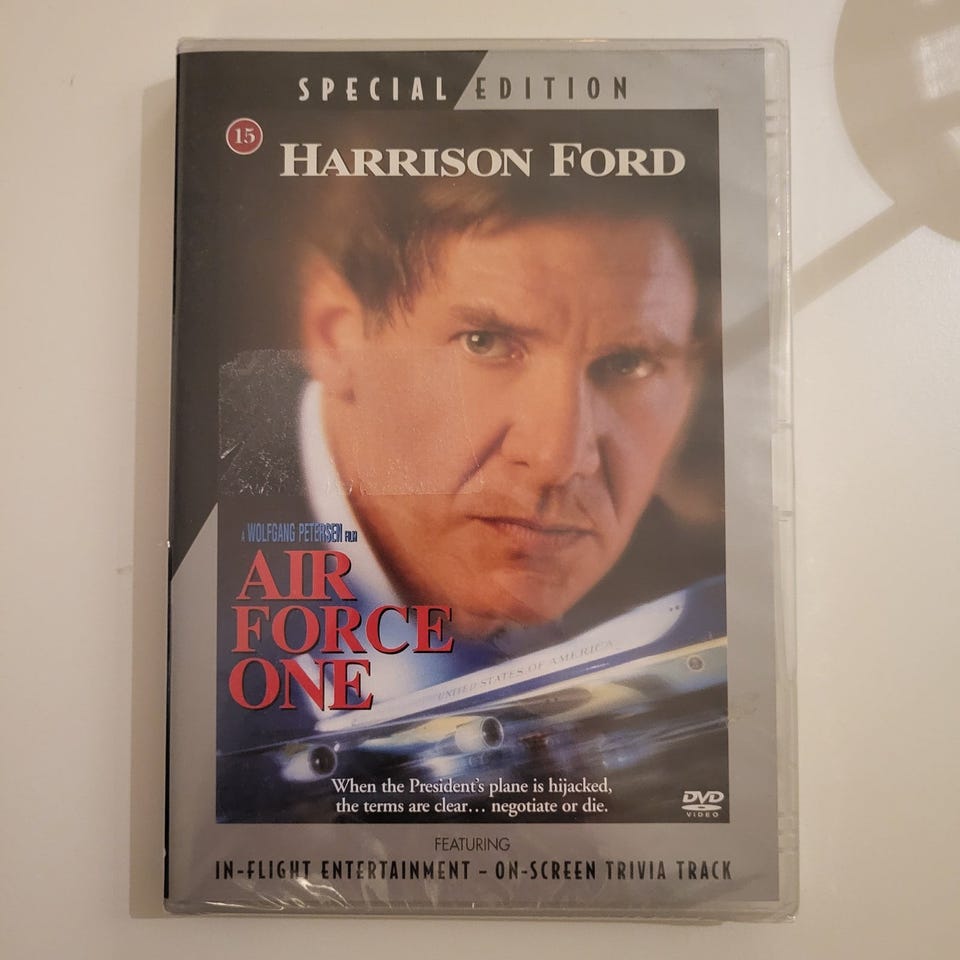 SPECIAL EDITION
15
HARRISON FORD
A WOLFGANG PETERSEN FILM
AIR
FORCE
ONE
UNITED STATES OF AMERICA
When the President's plane is hijacked,
the terms are clear... negotiate or die.
DVD
VIDEO
FEATURING
IN-FLIGHT ENTERTAINMENT – ON-SCREEN TRIVIA TRACK